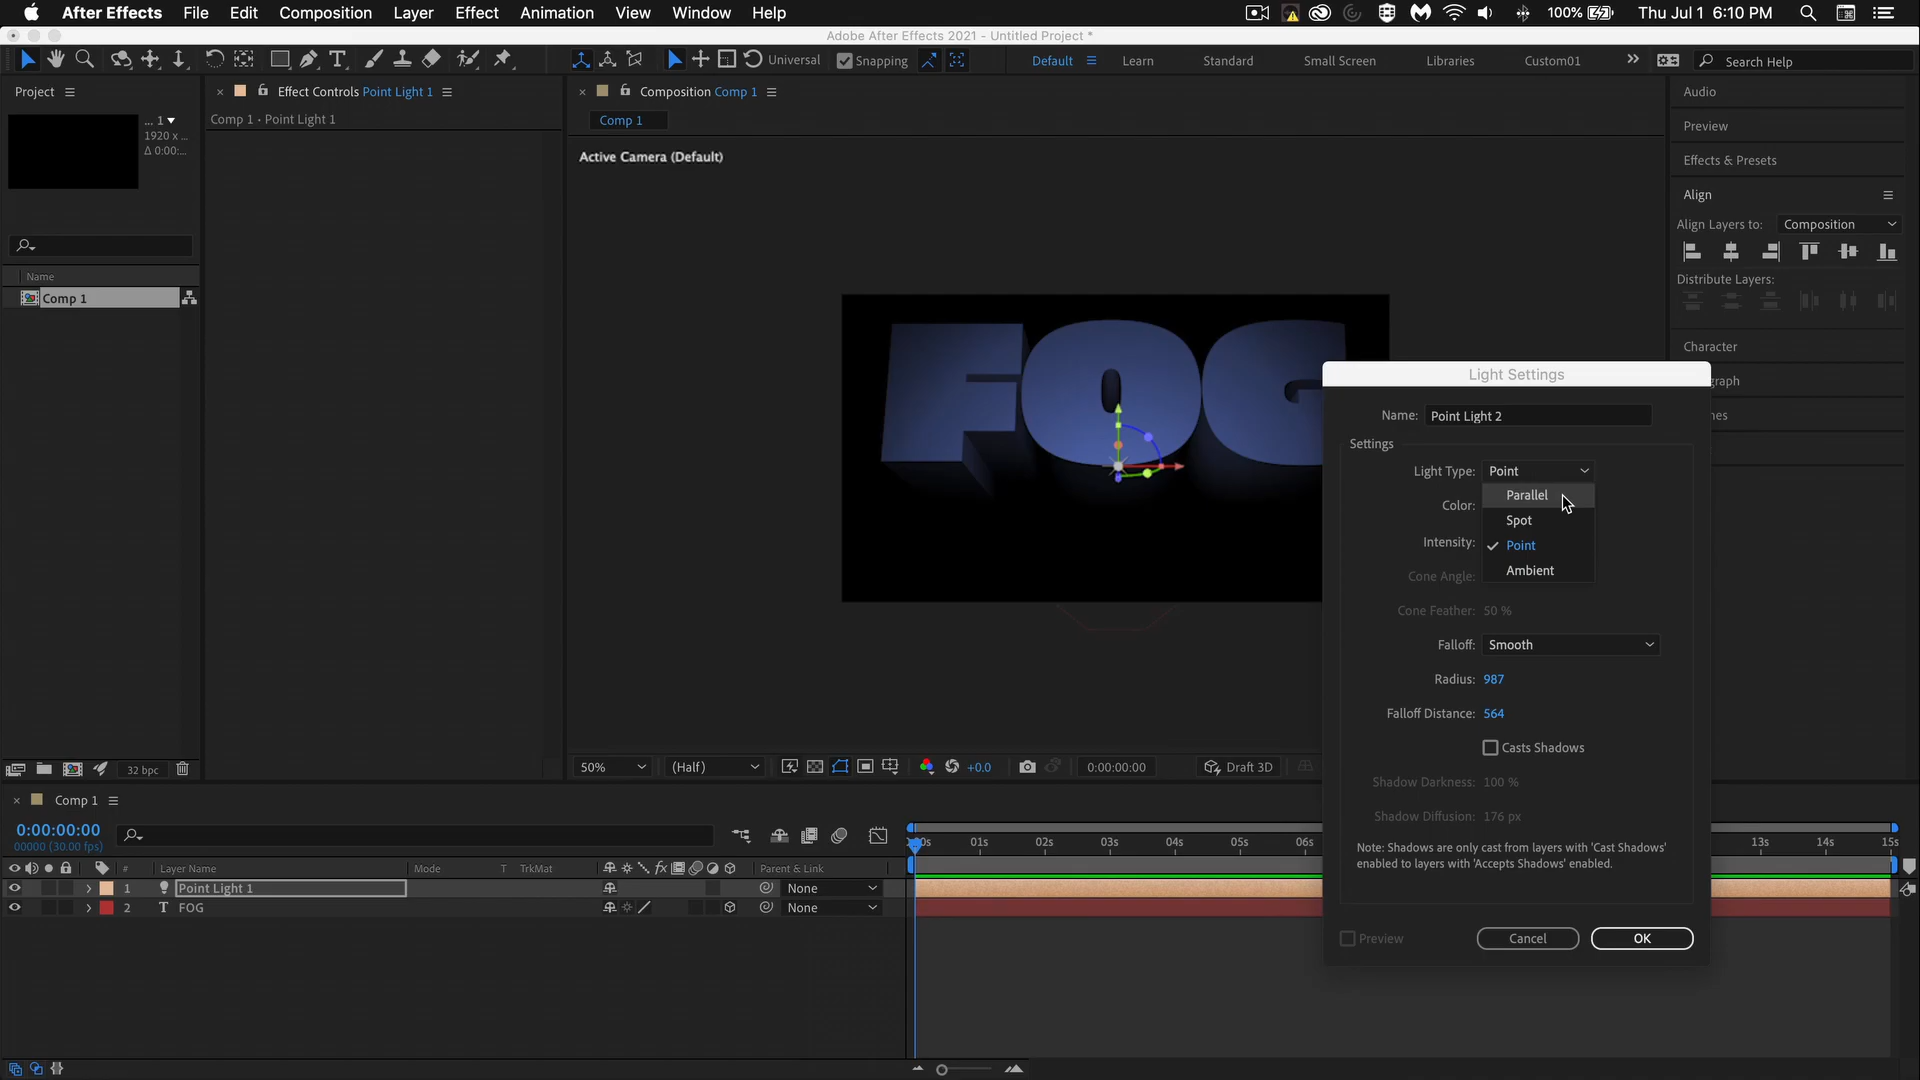 After Effects File Edit Composition Layer Effect Animation View Window Help 100% Thu Jul 1 6:10 PM
Adobe After Effects 2021 - Untitled Project *
T Universal Snapping Default Learn Standard Small Screen Libraries Custom01 >> Search Help
Project
Effect Controls Point Light 1
Composition Comp 1
Audio
... 1
1920 x ...
Δ 0:00:...
Comp 1 • Point Light 1
Comp 1
Preview
Active Camera (Default)
Effects & Presets
Align
Align Layers to: Composition
Distribute Layers:
Name
Comp 1
FOG
Character
graph
nes
Light Settings
Name: Point Light 2
Settings
Light Type: Point
Parallel
Color:
Spot
Intensity:
Point
Cone Angle:
Ambient
Cone Feather: 50 %
Falloff: Smooth
Radius: 987
Falloff Distance: 564
Casts Shadows
Shadow Darkness: 100 %
Shadow Diffusion: 176 px
Note: Shadows are only cast from layers with 'Cast Shadows'
enabled to layers with 'Accepts Shadows' enabled.
Preview Cancel OK
32 bpc
50% (Half) +0.0 0:00:00:00 Draft 3D
Comp 1
0:00:00:00
00000 (30.00 fps)
0s 01s 02s 03s 04s 05s 06s 13s 14s 15s
# Layer Name Mode T TrkMat fx Parent & Link
1 Point Light 1 None
2 T FOG None